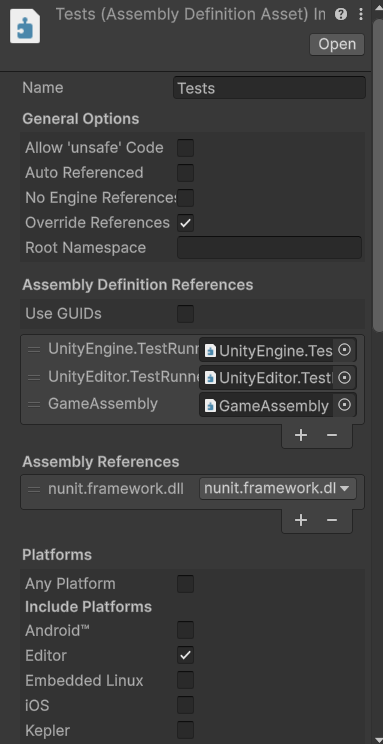 Tests (Assembly Definition Asset) In
Open
Name Tests
General Options
Allow 'unsafe' Code
Auto Referenced
No Engine References
Override References
Root Namespace
Assembly Definition References
Use GUIDs
UnityEngine.TestRunn UnityEngine.Tes
UnityEditor.TestRunne UnityEditor.Test
GameAssembly GameAssembly
Assembly References
nunit.framework.dll nunit.framework.dl
Platforms
Any Platform
Include Platforms
Android™
Editor
Embedded Linux
iOS
Kepler